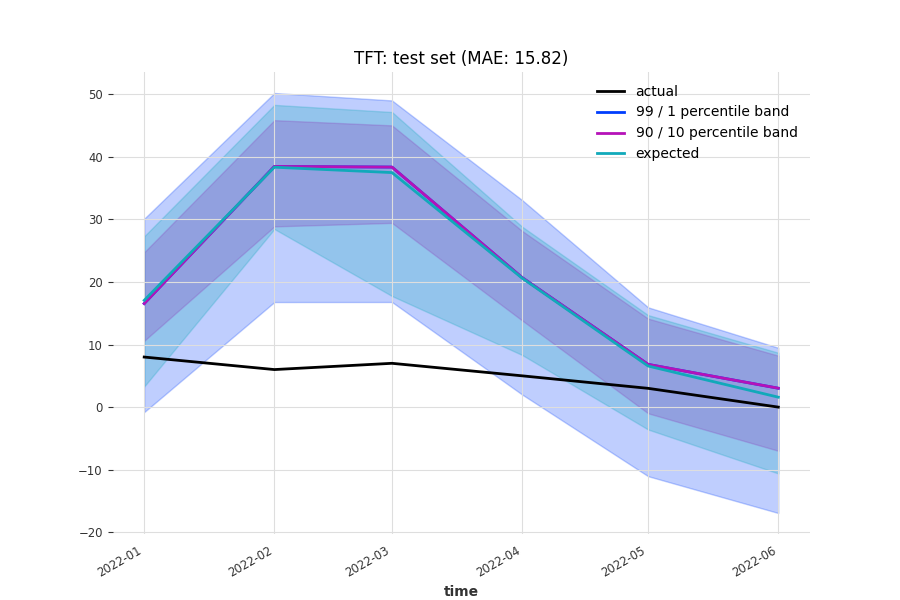 TFT: test set (MAE: 15.82)
actual
99 / 1 percentile band
90 / 10 percentile band
expected
50
40
30
20
10
0
−10
−20
2022-01
2022-02
2022-03
2022-04
2022-05
2022-06
time